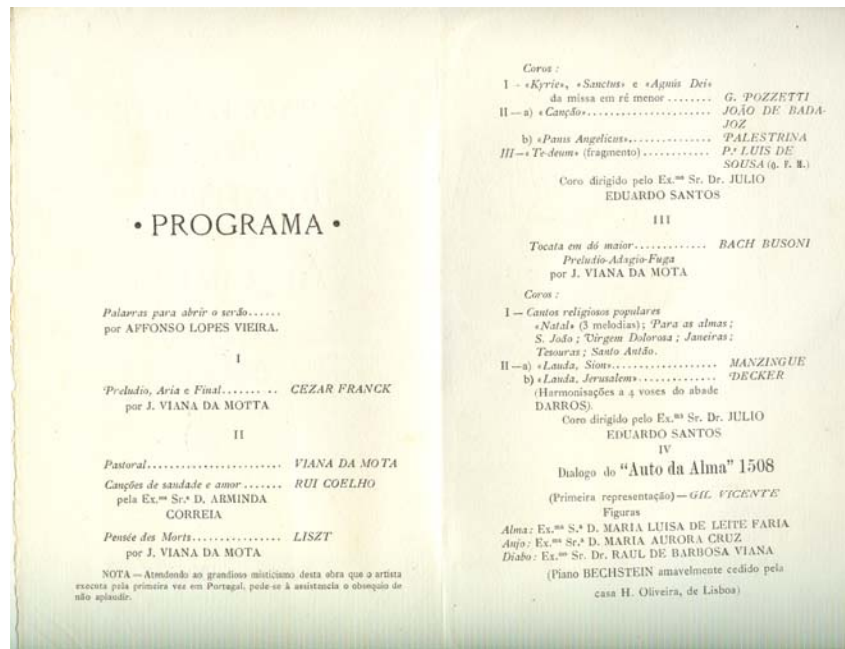 • PROGRAMA •
Palavras para abrir o serão......
por AFFONSO LOPES VIEIRA.
I
Preludio, Aria e Final........ .. CEZAR FRANCK
por J. VIANA DA MOTTA
II
Pastoral....................... VIANA DA MOTA
Canções de saudade e amor ....... RUI COELHO
pela Ex.ma Sr.ª D. ARMINDA
CORREIA
Pensée des Morts................ LISZT
por J. VIANA DA MOTA
NOTA — Atendendo ao grandioso misticismo desta obra que o artista
executa pela primeira vez em Portugal, pede-se à assistencia o obsequio de
não aplaudir.
Coros :
I - «Kyrie», «Sanctus» e «Agnús Dei»
da missa em ré menor ........ G. POZZETTI
II — a) «Canção»...................... JOÃO DE BADA-
JOZ
b) «Panis Angelicus».............. PALESTRINA
III—«Te-deum» (fragmento)............ P.e LUIS DE
SOUSA (o. F. M.)
Coro dirigido pelo Ex.mo Sr. Dr. JULIO
EDUARDO SANTOS
III
Tocata em dó maior............. BACH BUSONI
Preludio-Adagio-Fuga
por J. VIANA DA MOTA
Coros :
I — Cantos religiosos populares
«Natal» (3 melodias) ; Para as almas ;
S. João ; Virgem Dolorosa ; Janeiras ;
Tesouras ; Santo Antão.
II—a) «Lauda, Sion»................... MANZINGUE
b) «Lauda, Jerusalem».............. DECKER
(Harmonisações a 4 voses do abade
DARROS).
Coro dirigido pelo Ex.mo Sr. Dr. JULIO
EDUARDO SANTOS
IV
Dialogo do "Auto da Alma" 1508
(Primeira representação) — GIL VICENTE
Figuras
Alma : Ex.ma S.ª D. MARIA LUISA DE LEITE FARIA
Anjo : Ex.ma Sr.ª D. MARIA AURORA CRUZ
Diabo : Ex.mo Sr. Dr. RAUL DE BARBOSA VIANA
(Piano BECHSTEIN amavelmente cedido pela
casa H. Oliveira, de Lisboa)